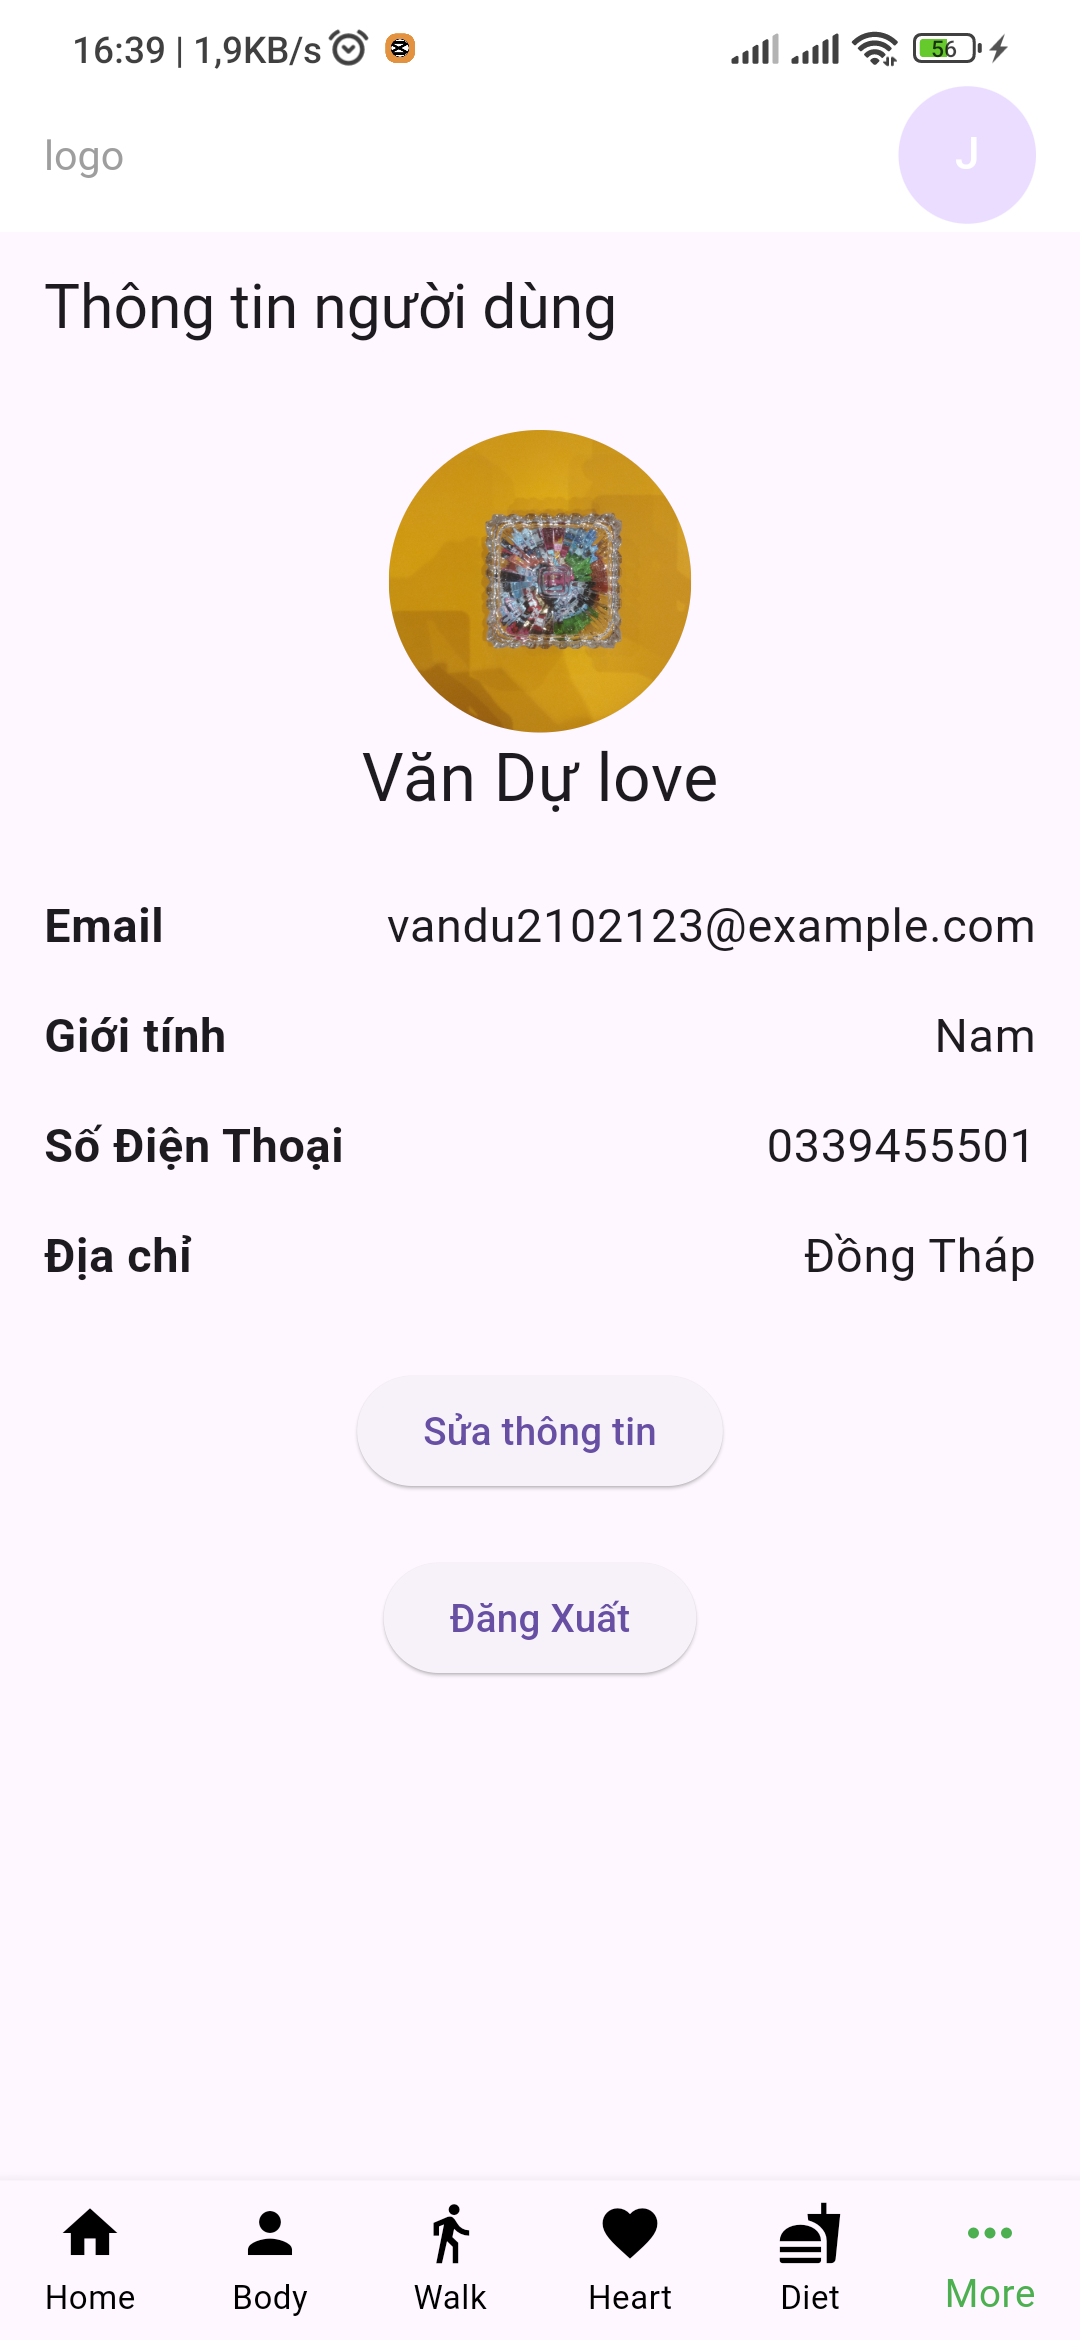 16:39 | 1,9KB/s
56
logo
J
Thông tin người dùng
Văn Dự love
Email vandu2102123@example.com
Giới tính Nam
Số Điện Thoại 0339455501
Địa chỉ Đồng Tháp
Sửa thông tin
Đăng Xuất
Home Body Walk Heart Diet More